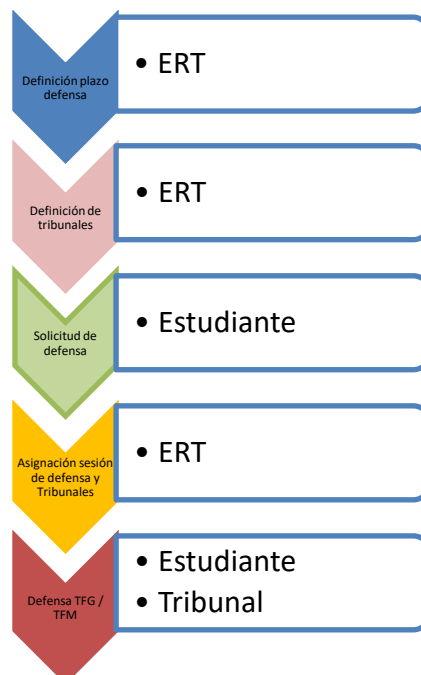 Definición plazo
defensa
• ERT
Definición de
tribunales
• ERT
Solicitud de
defensa
• Estudiante
Asignación sesión
de defensa y
Tribunales
• ERT
Defensa TFG /
TFM
• Estudiante
• Tribunal